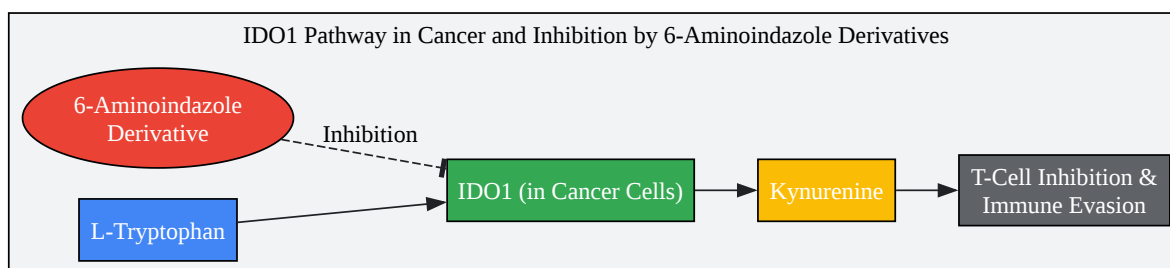 IDO1 Pathway in Cancer and Inhibition by 6-Aminoindazole Derivatives
6-Aminoindazole
Derivative
Inhibition
L-Tryptophan
IDO1 (in Cancer Cells)
Kynurenine
T-Cell Inhibition &
Immune Evasion